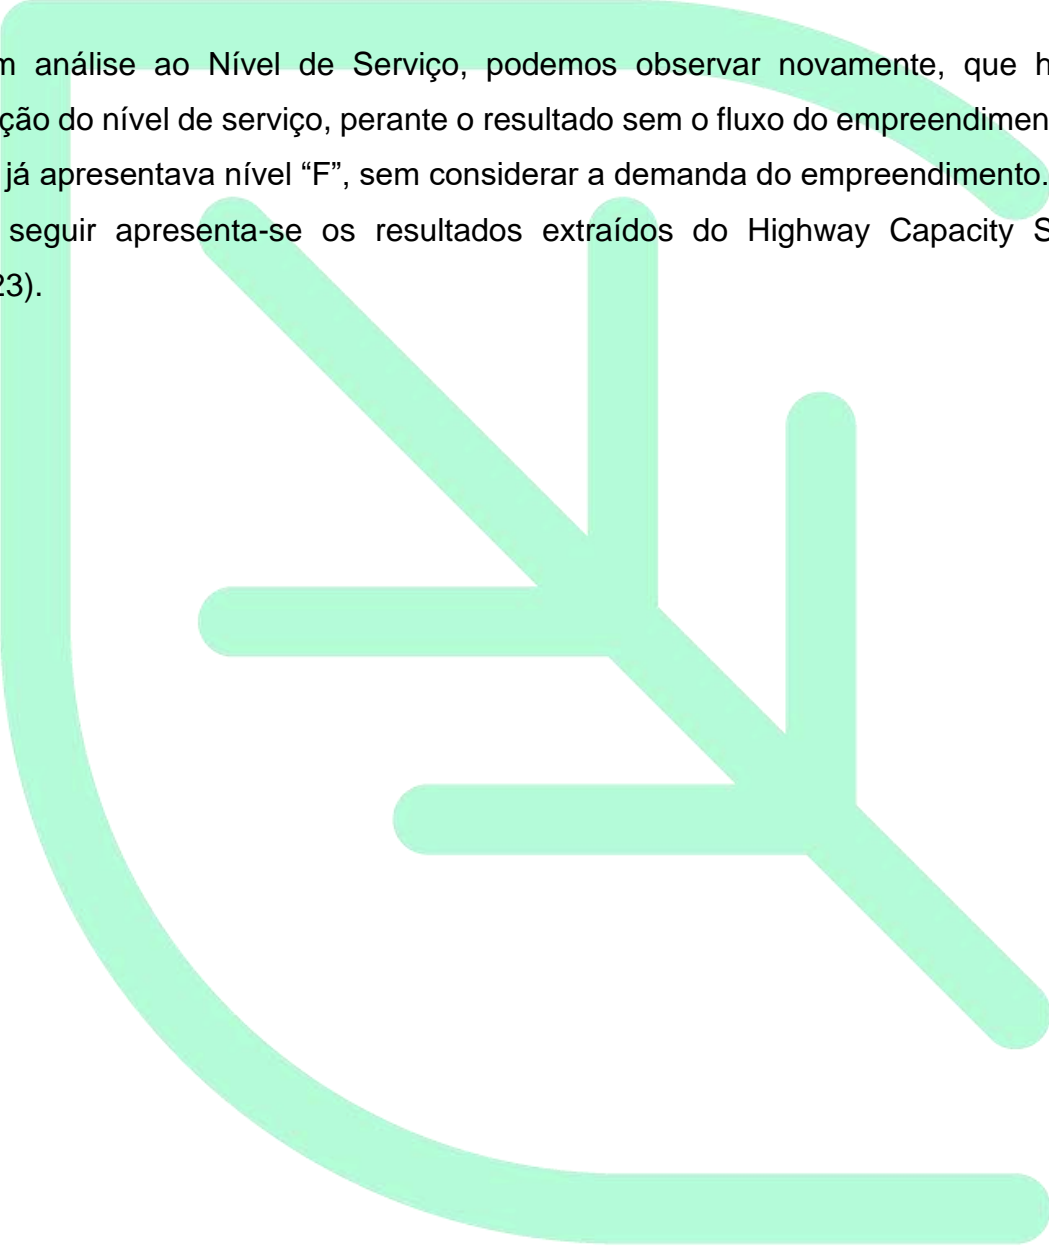 m análise ao Nível de Serviço, podemos observar novamente, que h
ção do nível de serviço, perante o resultado sem o fluxo do empreendimen
já apresentava nível “F”, sem considerar a demanda do empreendimento.
seguir apresenta-se os resultados extraídos do Highway Capacity S
23).